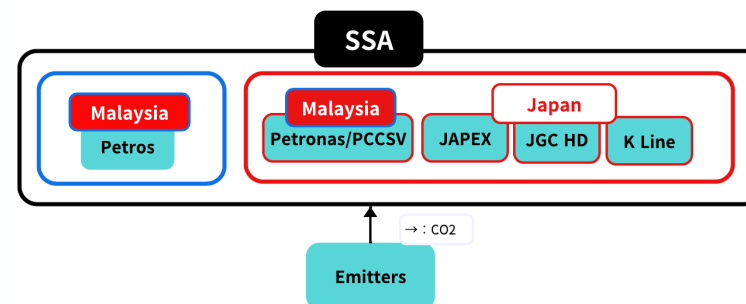 SSA
Malaysia
Petros
Malaysia
Petronas/PCCSV
Japan
JAPEX
JGC HD
K Line
→：CO2
Emitters